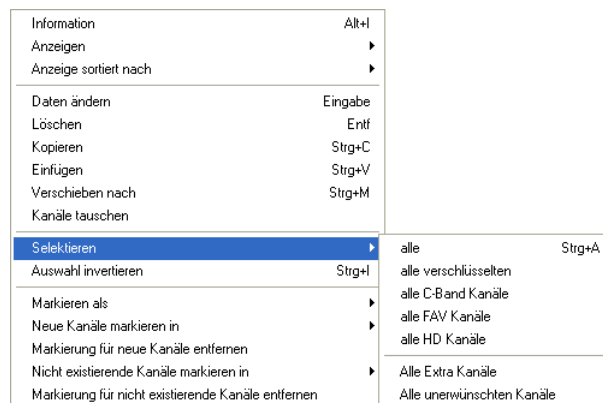 Information Alt+I
Anzeigen
Anzeige sortiert nach
Daten ändern Eingabe
Löschen Entf
Kopieren Strg+C
Einfügen Strg+V
Verschieben nach Strg+M
Kanäle tauschen
Selektieren
Auswahl invertieren Strg+I
Markieren als
Neue Kanäle markieren in
Markierung für neue Kanäle entfernen
Nicht existierende Kanäle markieren in
Markierung für nicht existierende Kanäle entfernen
alle Strg+A
alle verschlüsselten
alle C-Band Kanäle
alle FAV Kanäle
alle HD Kanäle
Alle Extra Kanäle
Alle unerwünschten Kanäle